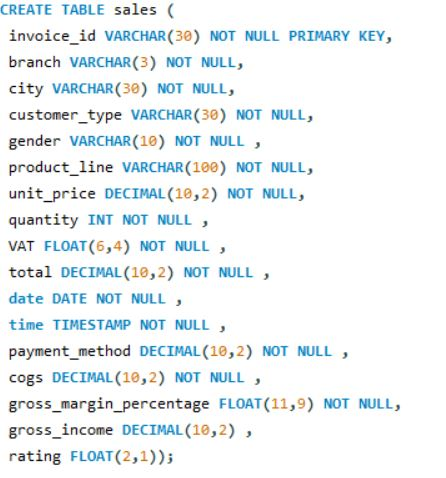 CREATE TABLE sales (
invoice_id VARCHAR(30) NOT NULL PRIMARY KEY,
branch VARCHAR(3) NOT NULL,
city VARCHAR(30) NOT NULL,
customer_type VARCHAR(30) NOT NULL,
gender VARCHAR(10) NOT NULL ,
product_line VARCHAR(100) NOT NULL,
unit_price DECIMAL(10,2) NOT NULL,
quantity INT NOT NULL ,
VAT FLOAT(6,4) NOT NULL ,
total DECIMAL(10,2) NOT NULL ,
date DATE NOT NULL ,
time TIMESTAMP NOT NULL ,
payment_method DECIMAL(10,2) NOT NULL ,
cogs DECIMAL(10,2) NOT NULL ,
gross_margin_percentage FLOAT(11,9) NOT NULL,
gross_income DECIMAL(10,2) ,
rating FLOAT(2,1));